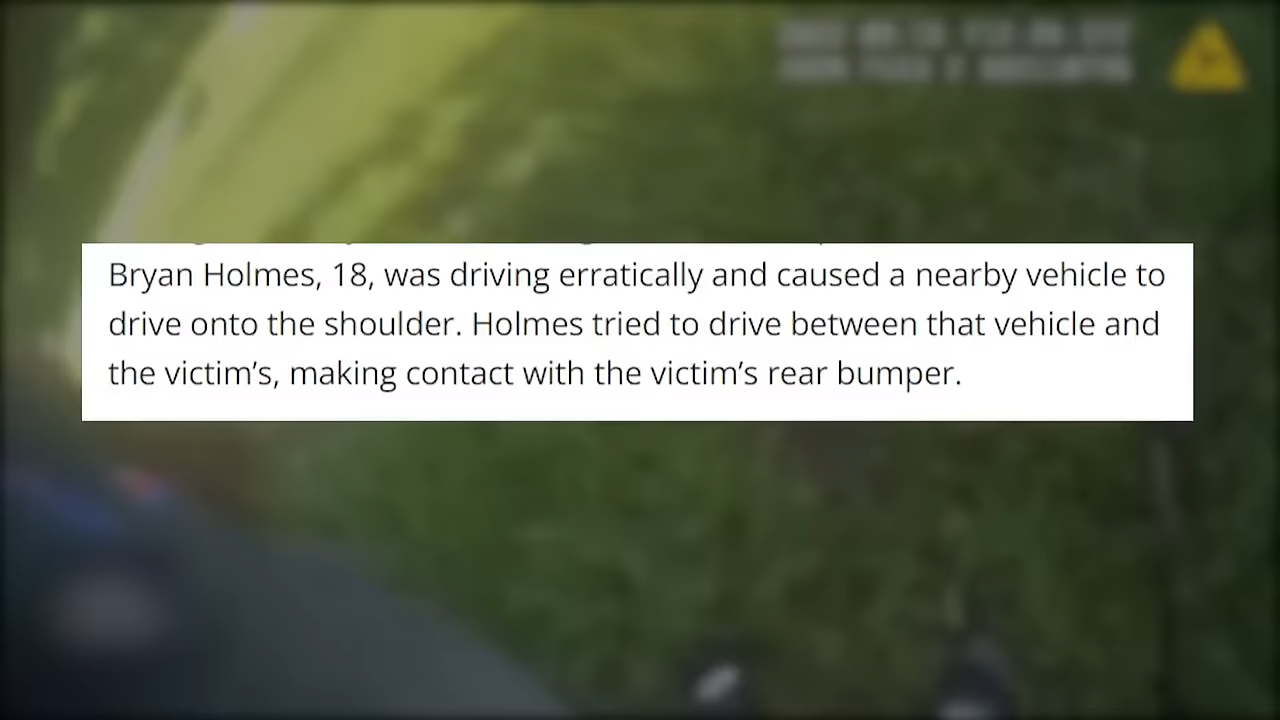 Bryan Holmes, 18, was driving erratically and caused a nearby vehicle to
drive onto the shoulder. Holmes tried to drive between that vehicle and
the victim’s, making contact with the victim’s rear bumper.